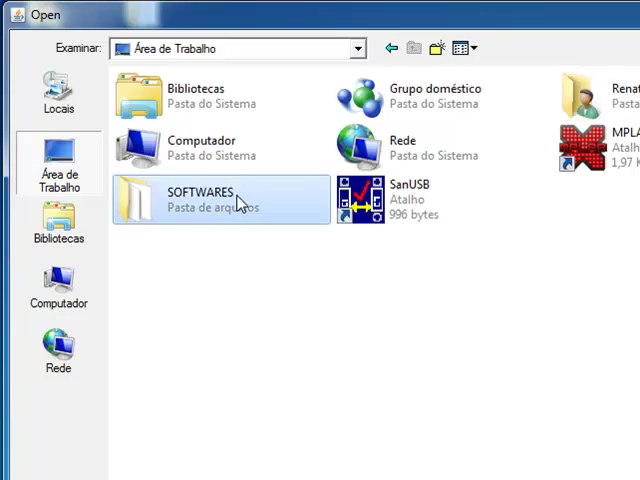 Open
Examinar:
Área de Trabalho
Locais
Área de
Trabalho
Bibliotecas
Computador
Rede
Bibliotecas
Pasta do Sistema
Grupo doméstico
Pasta do Sistema
Renat
Pasta
Computador
Pasta do Sistema
Rede
Pasta do Sistema
MPLA
Atalh
1,97 K
SOFTWARES
Pasta de arquivos
SanUSB
Atalho
996 bytes